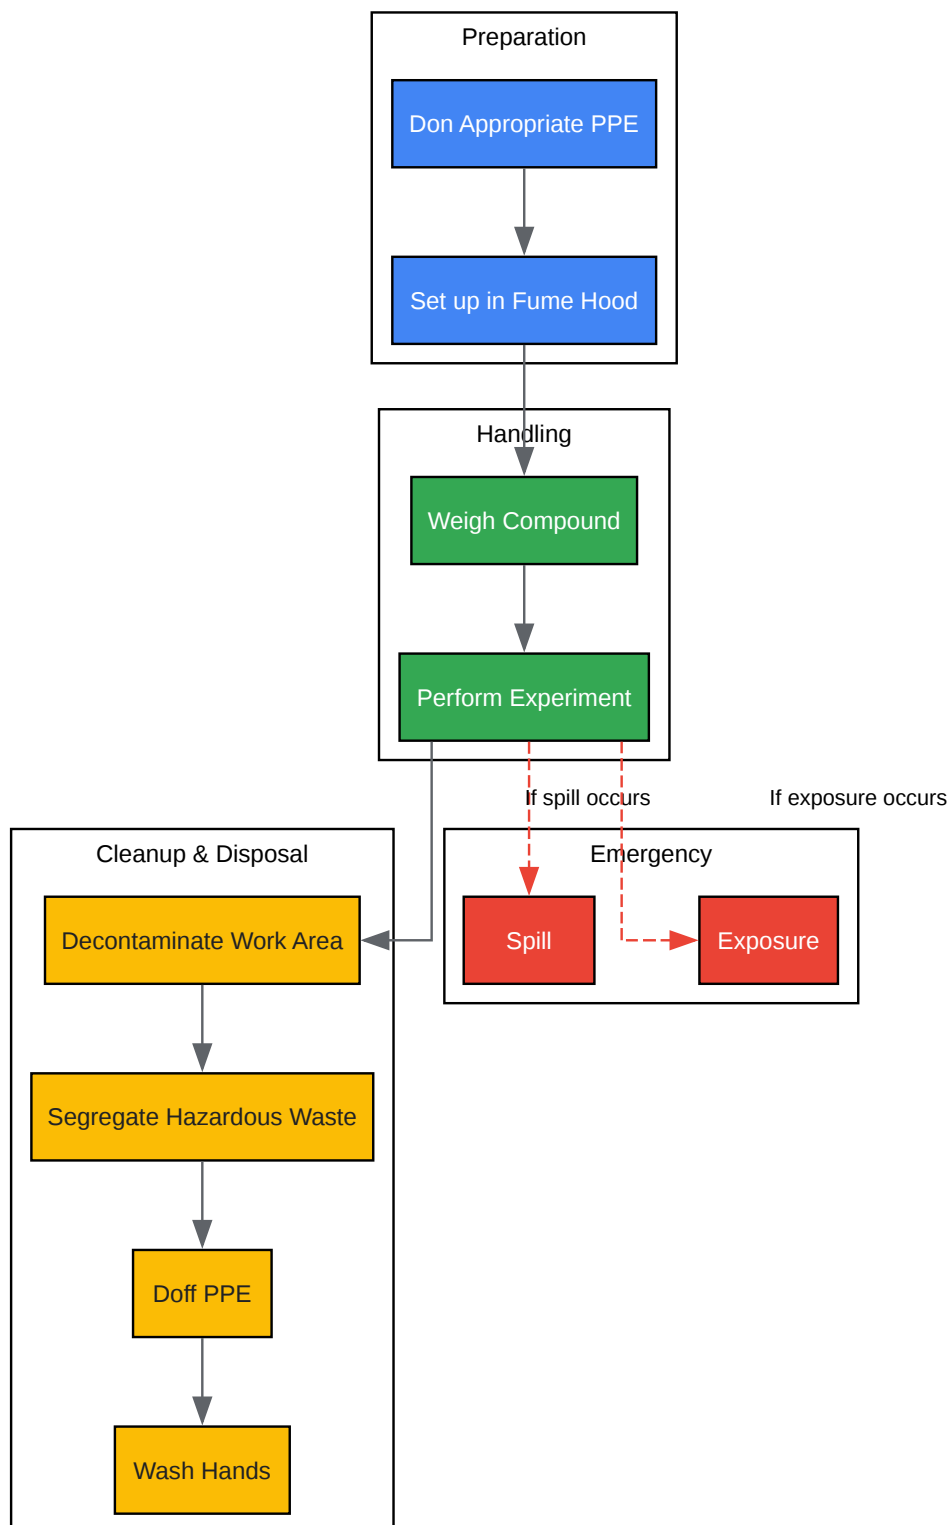 Preparation
Don Appropriate PPE
Set up in Fume Hood
Handling
Weigh Compound
Perform Experiment
If spill occurs
If exposure occurs
Cleanup & Disposal
Emergency
Decontaminate Work Area
Spill
Exposure
Segregate Hazardous Waste
Doff PPE
Wash Hands